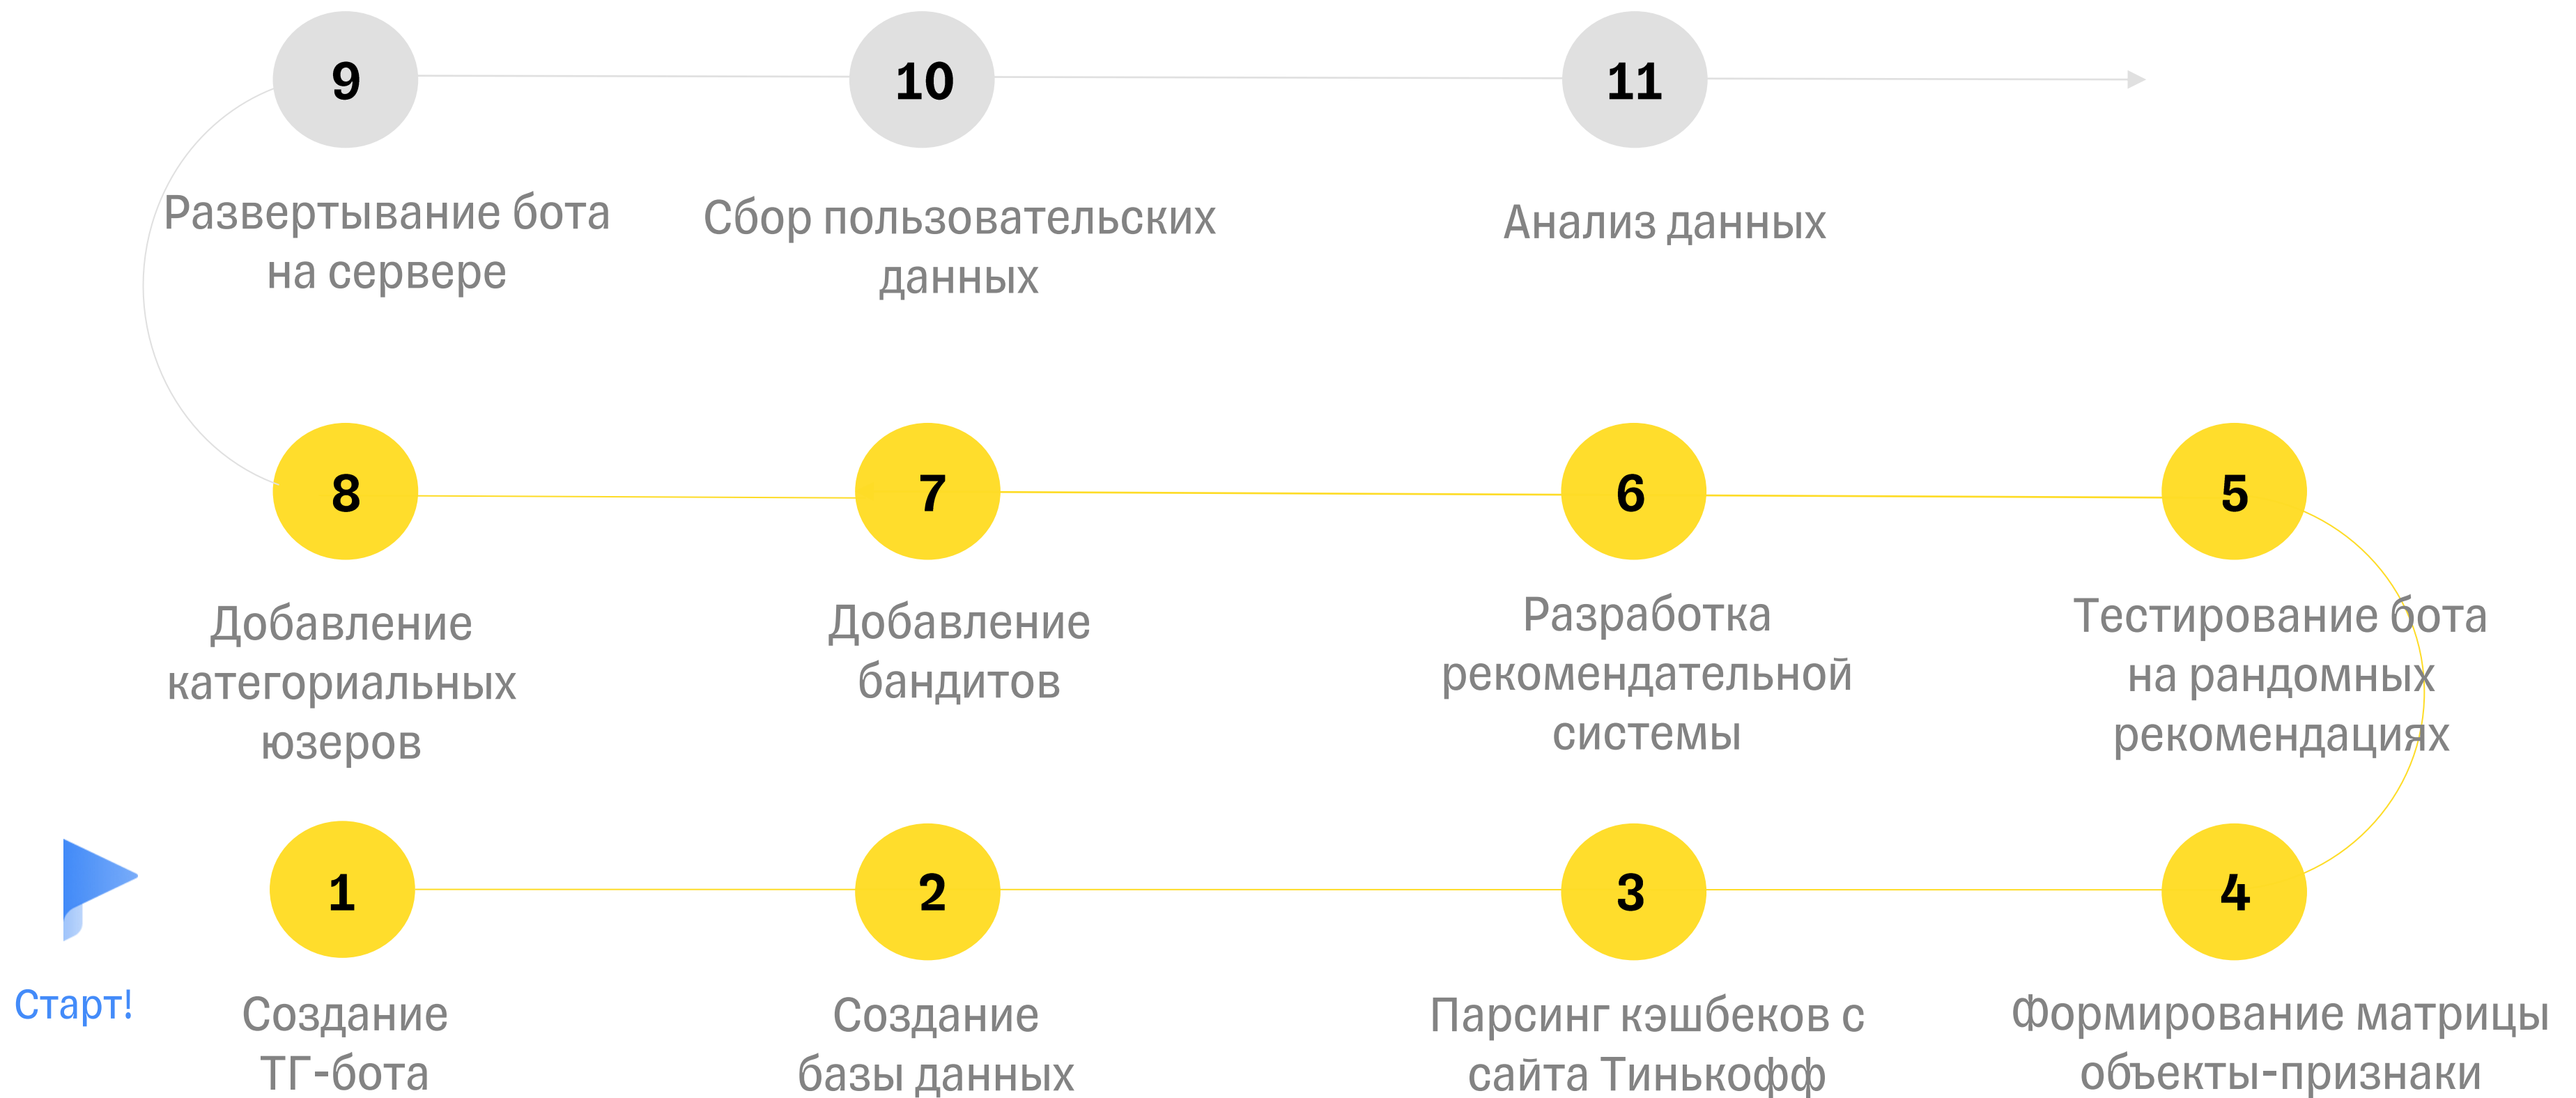 9
10
11
Развертывание бота
на сервере
Сбор пользовательских
данных
Анализ данных
8
7
6
5
Добавление
категориальных
юзеров
Добавление
бандитов
Разработка
рекомендательной
системы
Тестирование бота
на рандомных
рекомендациях
1
2
3
4
Старт!
Создание
ТГ-бота
Создание
базы данных
Парсинг кэшбеков с
сайта Тинькофф
Формирование матрицы
объекты-признаки